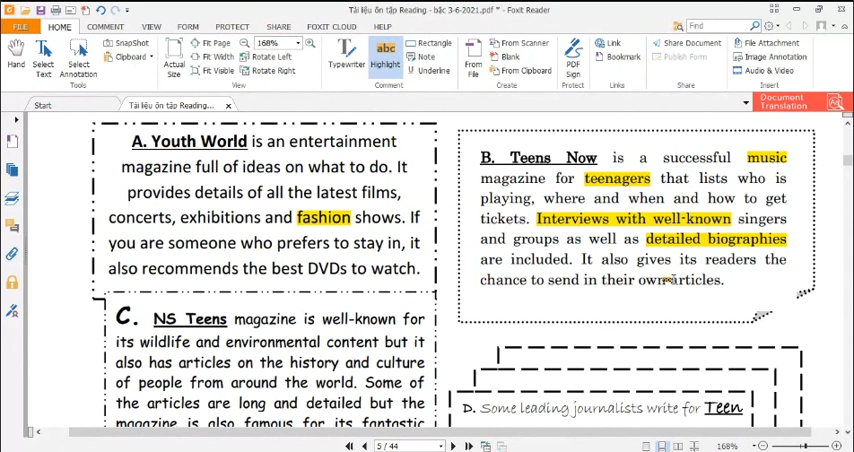 Tài liệu ôn tập Reading - bậc 3-6-2021.pdf * - Foxit Reader
FILE HOME COMMENT VIEW FORM PROTECT SHARE FOXIT CLOUD HELP
Find
Hand
Select Text
Select Annotation
SnapShot
Clipboard
Tools
Actual Size
Fit Page
Fit Width
Fit Visible
168%
Rotate Left
Rotate Right
View
Typewriter
abc
Highlight
Rectangle
Note
Underline
Comment
From File
From Scanner
Blank
From Clipboard
Create
PDF Sign
Protect
Link
Bookmark
Links
Share Document
Publish Form
Share
File Attachment
Image Annotation
Audio & Video
Insert
Start
Tài liệu ôn tập Reading...
Document Translation
A. Youth World is an entertainment
magazine full of ideas on what to do. It
provides details of all the latest films,
concerts, exhibitions and fashion shows. If
you are someone who prefers to stay in, it
also recommends the best DVDs to watch.
B. Teens Now is a successful music
magazine for teenagers that lists who is
playing, where and when and how to get
tickets. Interviews with well-known singers
and groups as well as detailed biographies
are included. It also gives its readers the
chance to send in their own articles.
C. NS Teens magazine is well-known for
its wildlife and environmental content but it
also has articles on the history and culture
of people from around the world. Some of
the articles are long and detailed but the
magazine is also famous for its fantastic
D. Some leading journalists write for Teen
5 / 44
168%